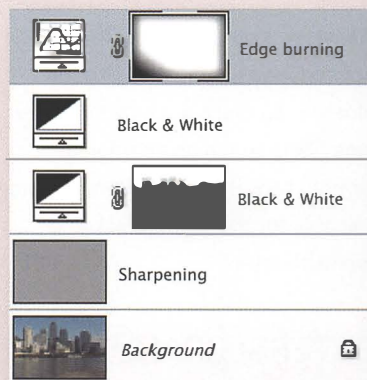 Edge burning
Black & White
Black & White
Sharpening
Background